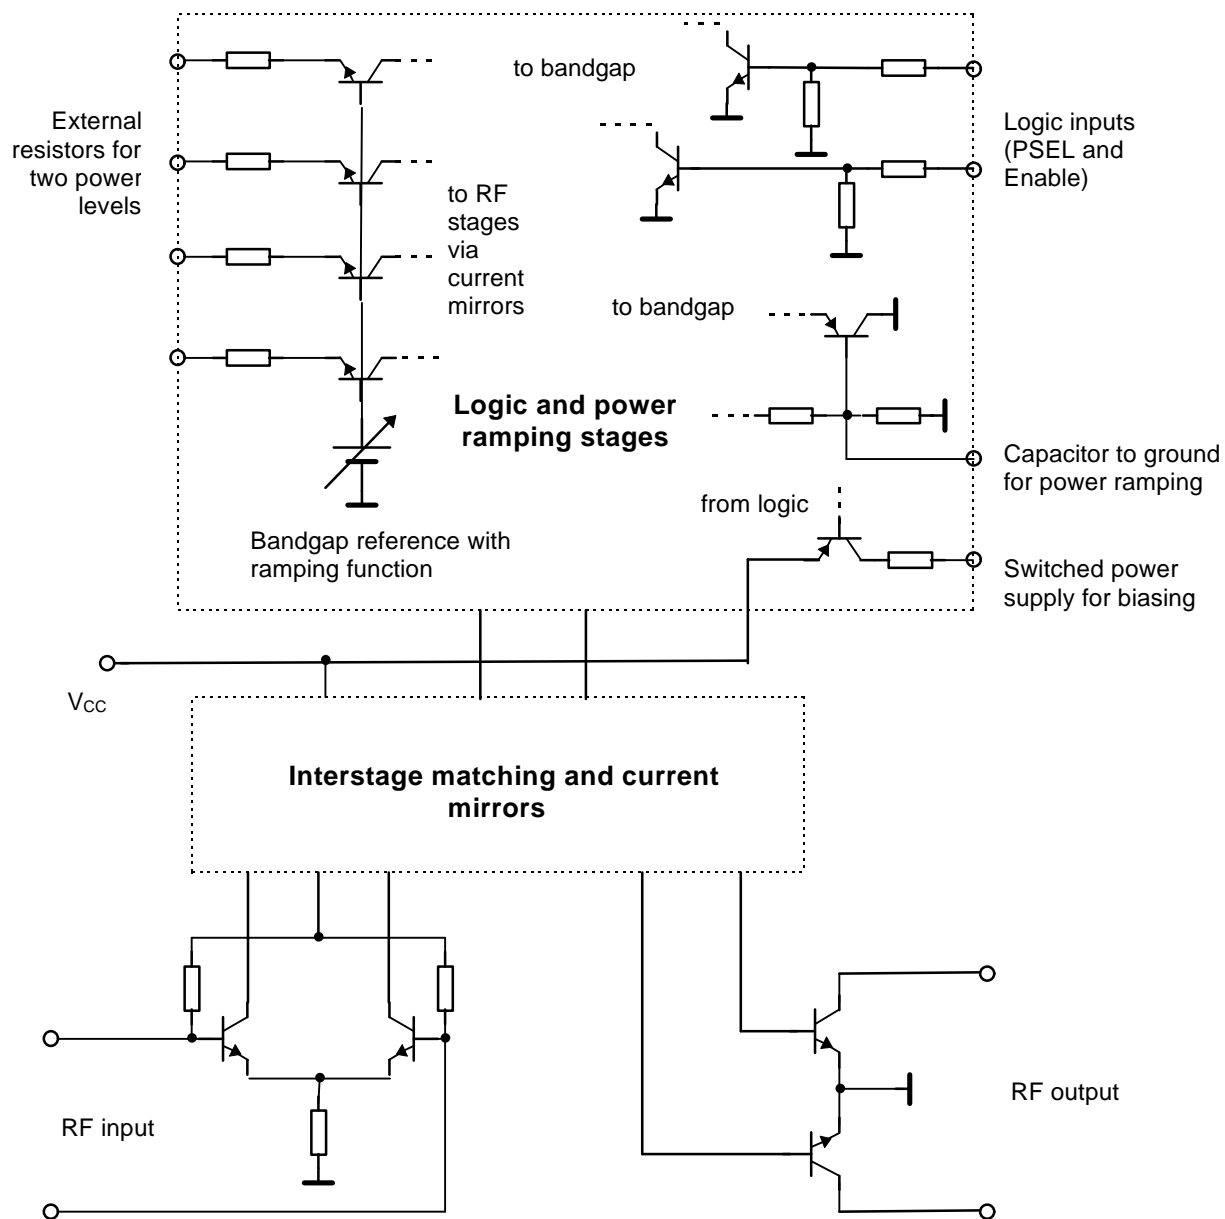 to bandgap
External
resistors for
two power
levels
Logic inputs
(PSEL and
Enable)
to RF
stages
via
current
mirrors
to bandgap
Logic and power
ramping stages
Capacitor to ground
for power ramping
from logic
Bandgap reference with
ramping function
Switched power
supply for biasing
VCC
Interstage matching and current
mirrors
RF input
RF output